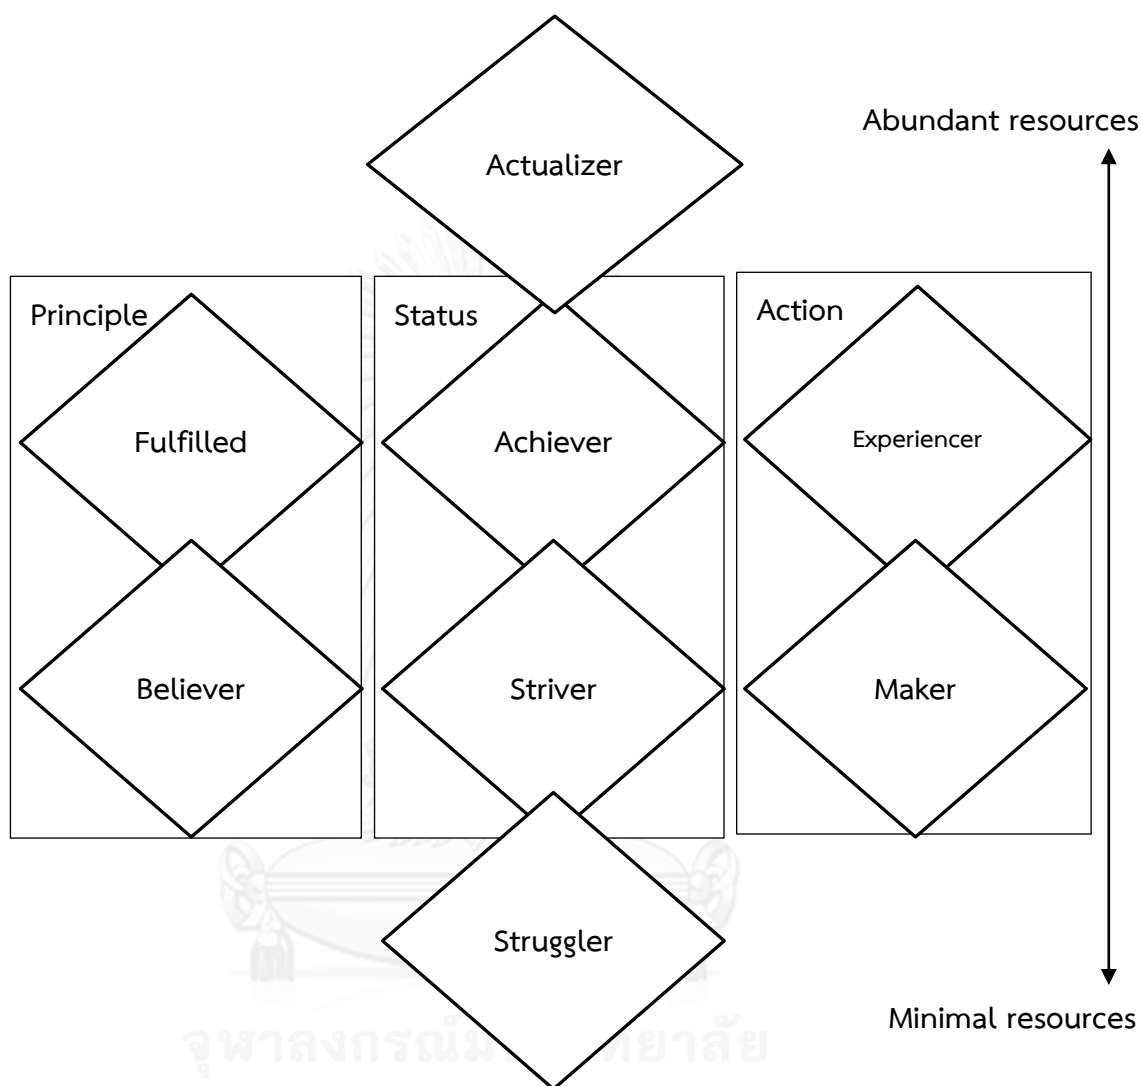 Actualizer
Abundant resources
Principle
Status
Action
Fulfilled
Achiever
Experiencer
Believer
Striver
Maker
Struggler
Minimal resources